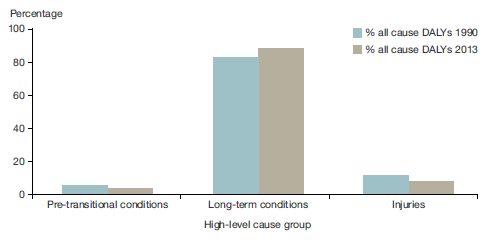 Percentage
100
80
60
40
20
0
% all cause DALYs 1990
% all cause DALYs 2013
Pre-transitional conditions
Long-term conditions
Injuries
High-level cause group